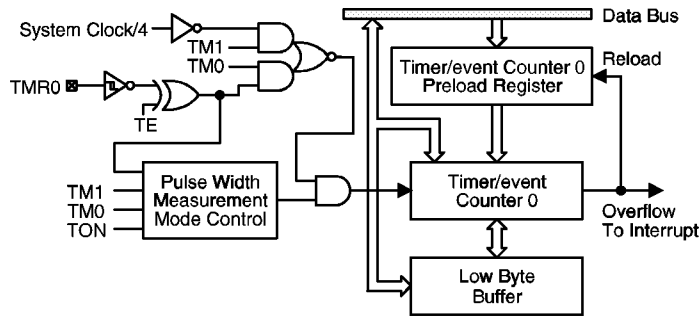 Data Bus
System Clock/4
TM1
TM0
Timer/event Counter 0
Preload Register
Reload
TMR0
TE
Pulse Width
Measurement
Mode Control
TM1
TM0
TON
Timer/event
Counter 0
Overflow
To Interrupt
Low Byte
Buffer